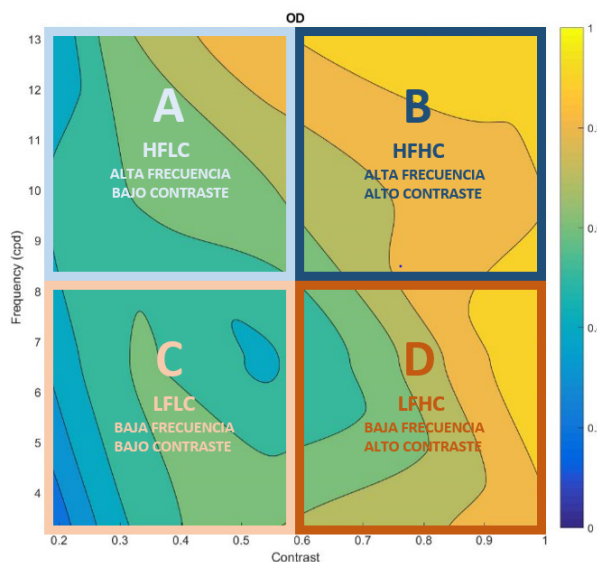 OD
A
HFLC
ALTA FRECUENCIA
BAJO CONTRASTE
B
HFHC
ALTA FRECUENCIA
ALTO CONTRASTE
C
LFLC
BAJA FRECUENCIA
BAJO CONTRASTE
D
LFHC
BAJA FRECUENCIA
ALTO CONTRASTE
Frequency (cpd)
13
12
11
10
9
8
7
6
5
4
0.2
0.3
0.4
0.5
0.6
0.7
0.8
0.9
1
Contrast
1
0